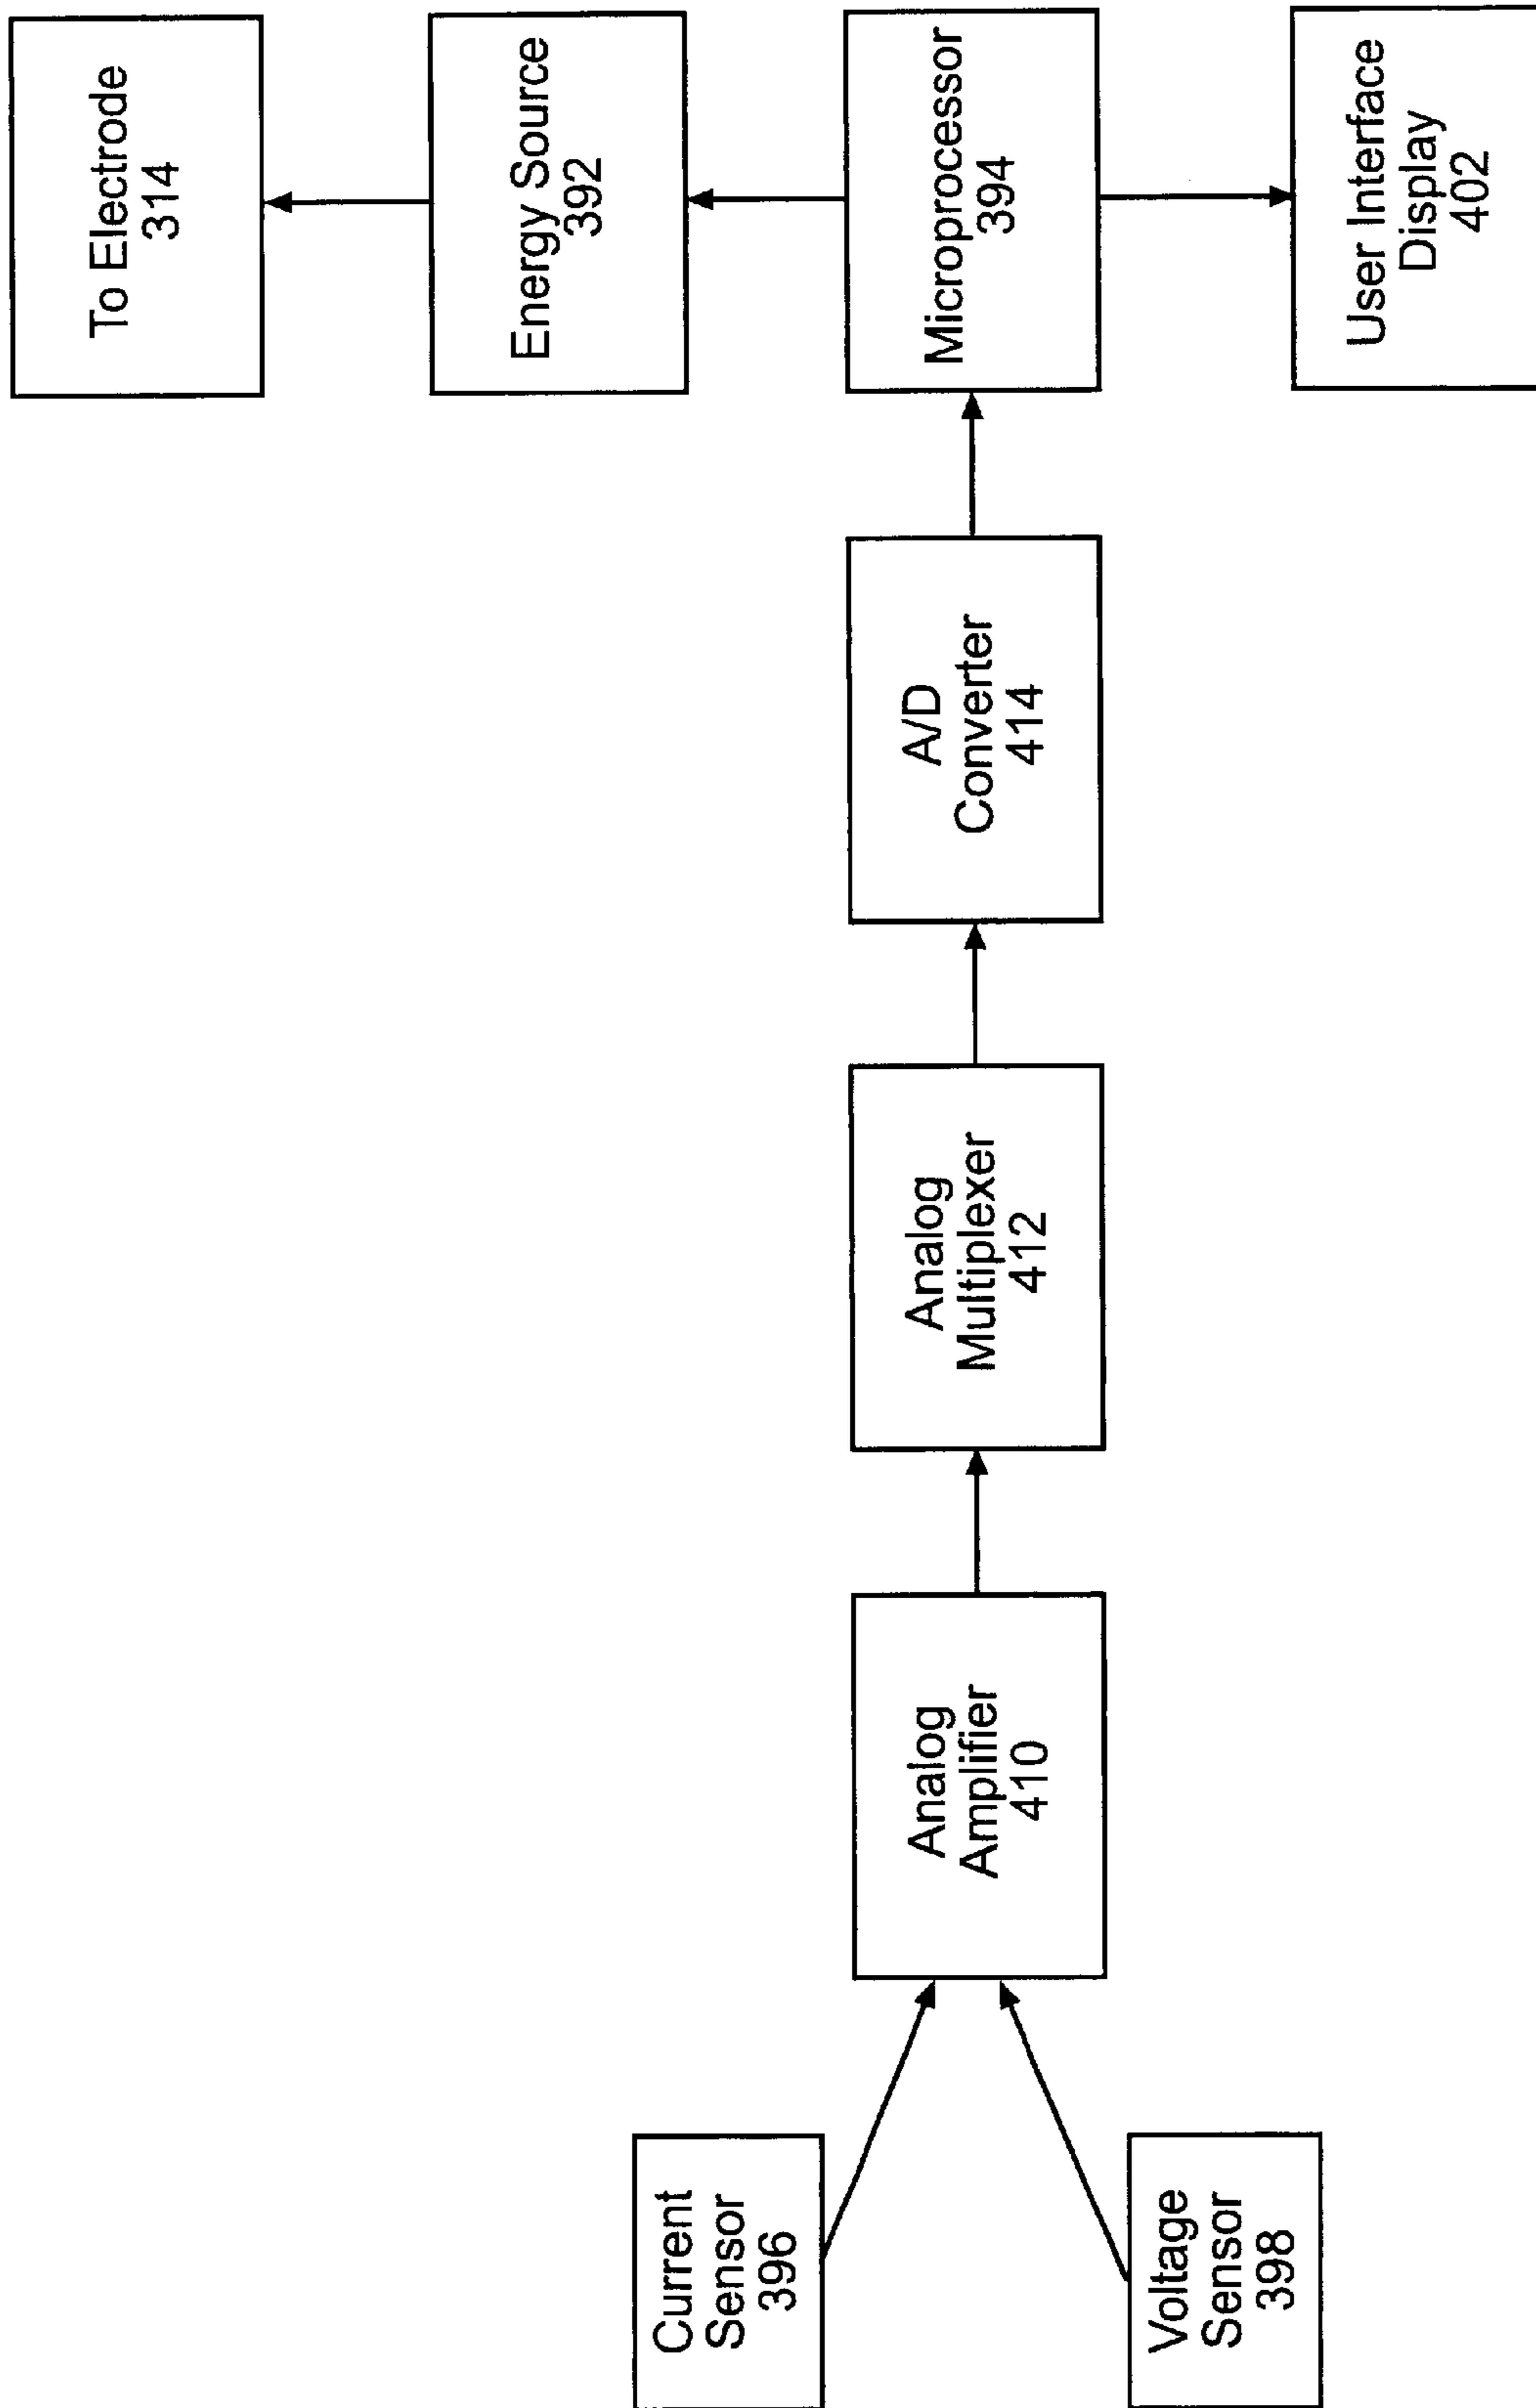 Current
Sensor
396
Voltage
Sensor
398
Analog
Amplifier
410
Analog
Multiplexer
412
A/D
Converter
414
To Electrode
314
Energy Source
392
Microprocessor
394
User Interface
Display
402